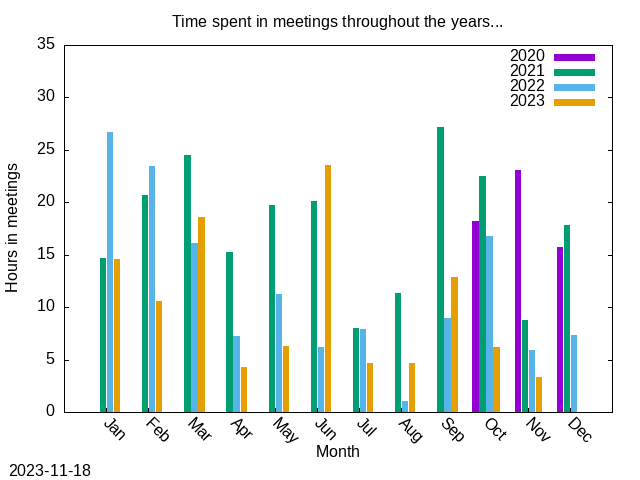 Time spent in meetings throughout the years...
2020
2021
2022
2023
35
30
25
20
15
10
5
0
Hours in meetings
Jan
Feb
Mar
Apr
May
Jun
Jul
Aug
Sep
Oct
Nov
Dec
Month
2023-11-18